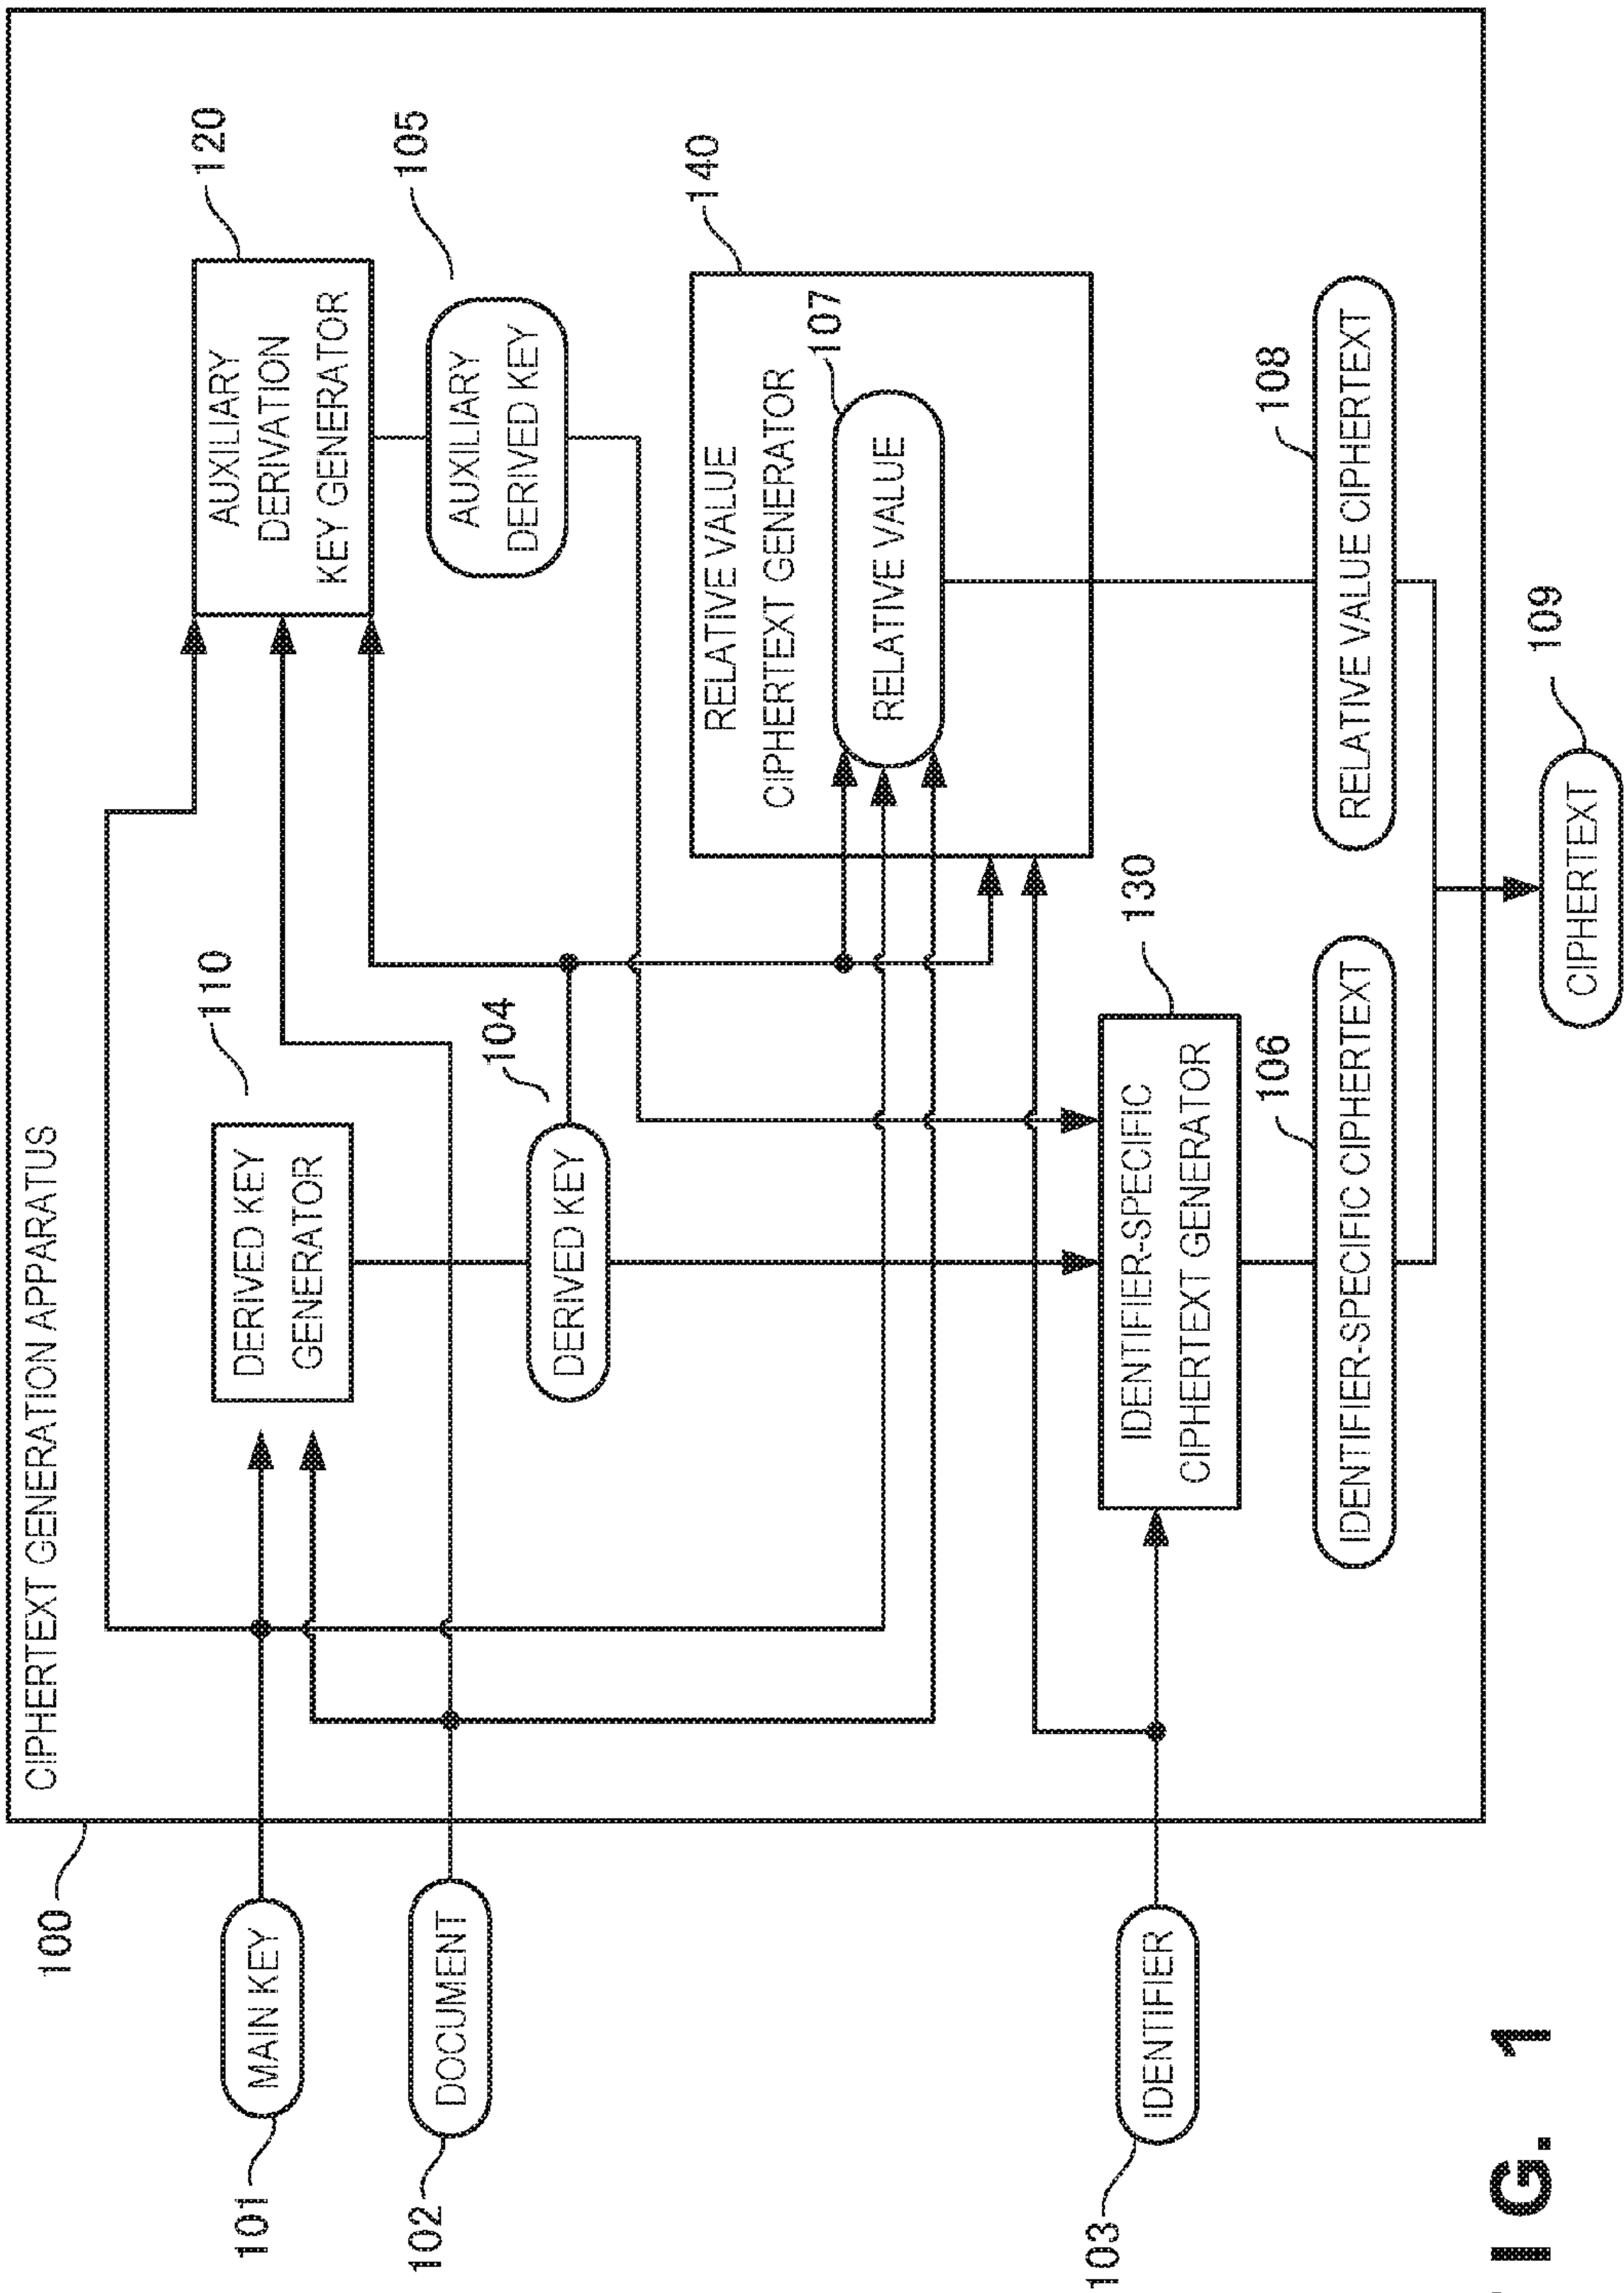 100
CIPHERTEXT GENERATION APPARATUS
MAIN KEY
101
DOCUMENT
102
IDENTIFIER
103
110
DERIVED KEY
GENERATOR
104
DERIVED KEY
120
AUXILIARY
DERIVATION
KEY GENERATOR
105
AUXILIARY
DERIVED KEY
140
RELATIVE VALUE
CIPHERTEXT GENERATOR
107
RELATIVE VALUE
130
IDENTIFIER-SPECIFIC
CIPHERTEXT GENERATOR
106
IDENTIFIER-SPECIFIC CIPHERTEXT
108
RELATIVE VALUE CIPHERTEXT
109
CIPHERTEXT
IG. 1